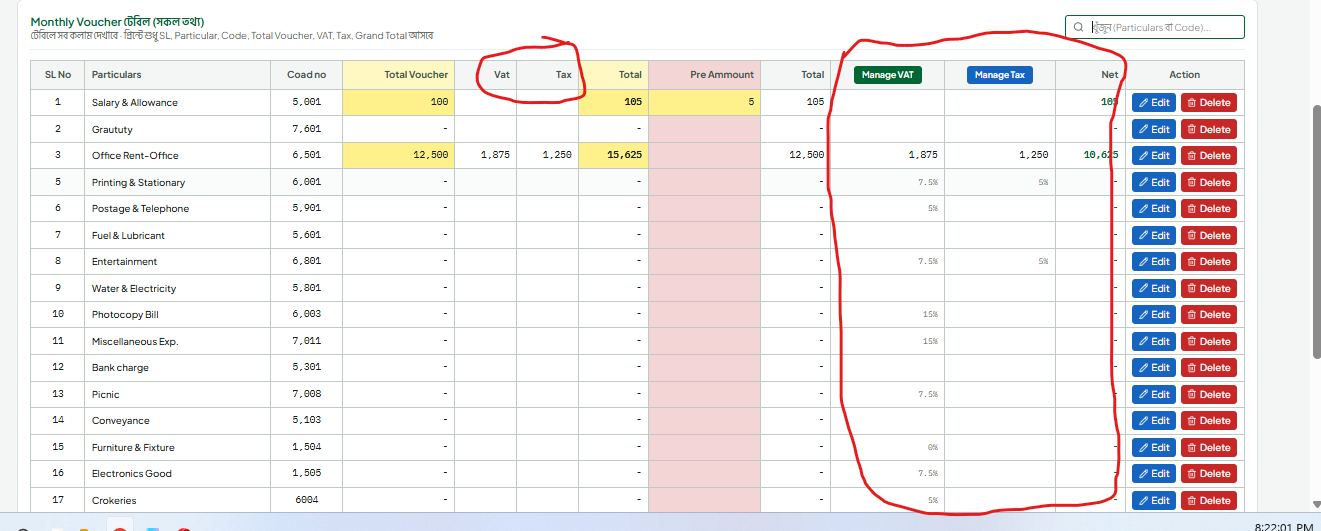 Monthly Voucher টেবিল (সকল তথ্য)
টেবিলে সব কলাম দেখাবে · প্রিন্টে শুধু SL, Particular, Code, Total Voucher, VAT, Tax, Grand Total আসবে
খুঁজুন (Particulars বা Code)...
SL No Particulars Coad no Total Voucher Vat Tax Total Pre Ammount Total Manage VAT Manage Tax Net Action
1 Salary & Allowance 5,001 100 105 5 105 105 Edit Delete
2 Graututy 7,601 - - - - Edit Delete
3 Office Rent-Office 6,501 12,500 1,875 1,250 15,625 12,500 1,875 1,250 10,625 Edit Delete
5 Printing & Stationary 6,001 - - - 7.5% 5% - Edit Delete
6 Postage & Telephone 5,901 - - - 5% - Edit Delete
7 Fuel & Lubricant 5,601 - - - - Edit Delete
8 Entertainment 6,801 - - - 7.5% 5% - Edit Delete
9 Water & Electricity 5,801 - - - - Edit Delete
10 Photocopy Bill 6,003 - - - 15% - Edit Delete
11 Miscellaneous Exp. 7,011 - - - 15% - Edit Delete
12 Bank charge 5,301 - - - - Edit Delete
13 Picnic 7,008 - - - 7.5% - Edit Delete
14 Conveyance 5,103 - - - - Edit Delete
15 Furniture & Fixture 1,504 - - - 0% - Edit Delete
16 Electronics Good 1,505 - - - 7.5% - Edit Delete
17 Crokeries 6004 - - - 5% - Edit Delete
8:22:01 PM